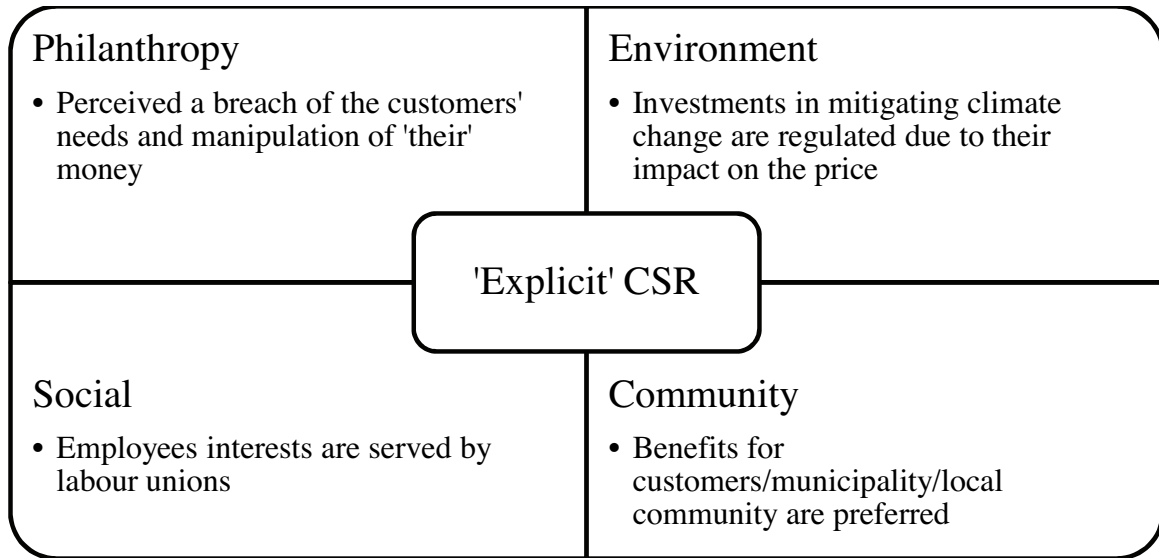 Philanthropy
• Perceived a breach of the customers'
needs and manipulation of 'their'
money
Environment
• Investments in mitigating climate
change are regulated due to their
impact on the price
'Explicit' CSR
Social
• Employees interests are served by
labour unions
Community
• Benefits for
customers/municipality/local
community are preferred